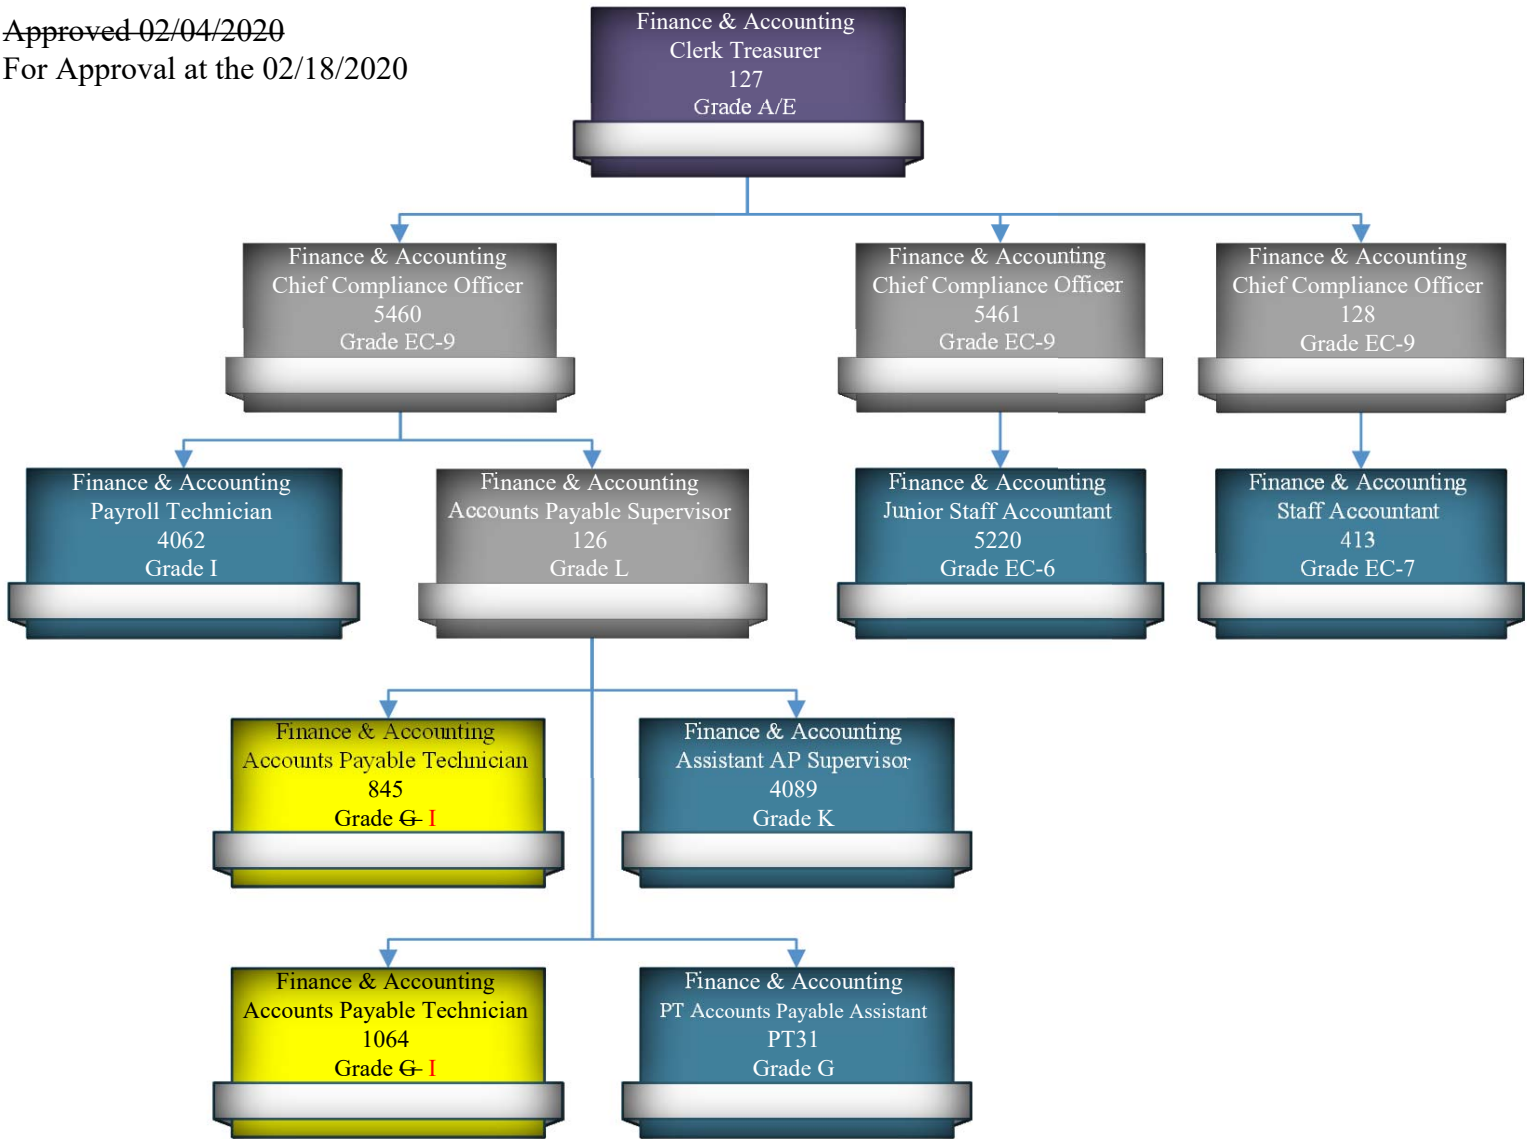 Approved 02/04/2020
For Approval at the 02/18/2020
Finance & Accounting
Clerk Treasurer
127
Grade A/E
Finance & Accounting
Chief Compliance Officer
5460
Grade EC-9
Finance & Accounting
Chief Compliance Officer
5461
Grade EC-9
Finance & Accounting
Chief Compliance Officer
128
Grade EC-9
Finance & Accounting
Payroll Technician
4062
Grade I
Finance & Accounting
Accounts Payable Supervisor
126
Grade L
Finance & Accounting
Junior Staff Accountant
5220
Grade EC-6
Finance & Accounting
Staff Accountant
413
Grade EC-7
Finance & Accounting
Accounts Payable Technician
845
Grade G I
Finance & Accounting
Assistant AP Supervisor
4089
Grade K
Finance & Accounting
Accounts Payable Technician
1064
Grade G I
Finance & Accounting
PT Accounts Payable Assistant
PT31
Grade G